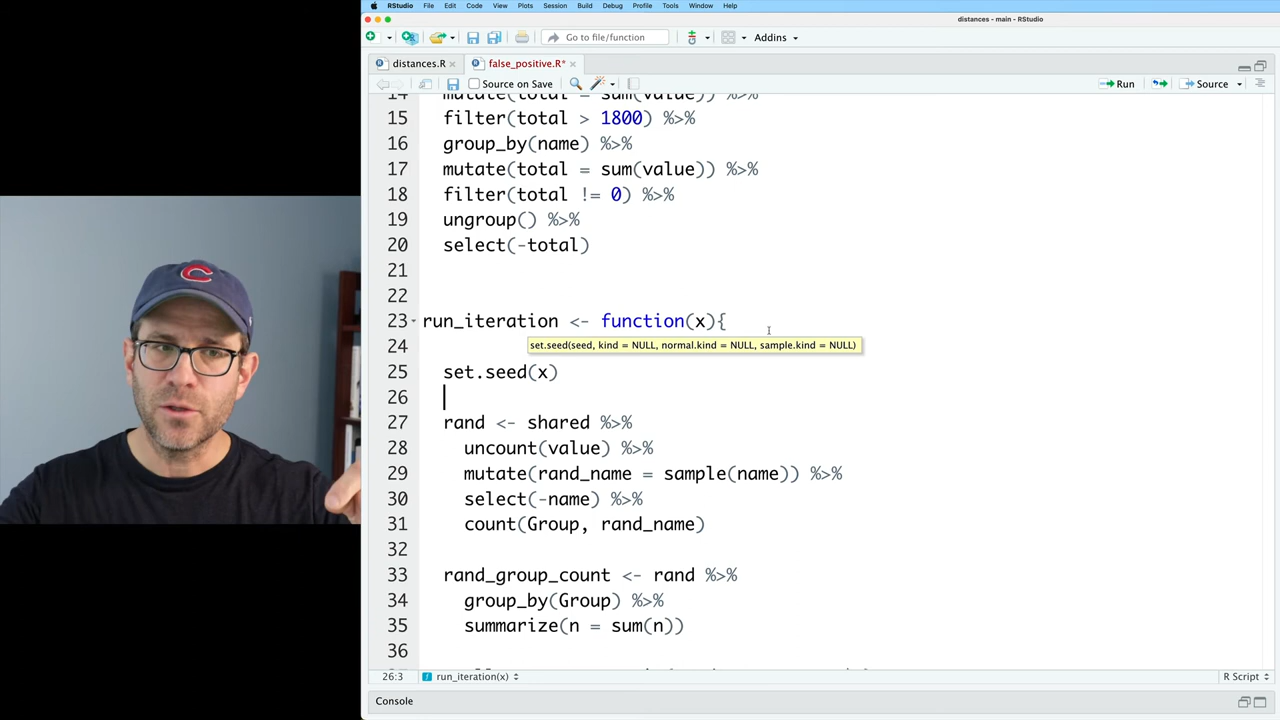 RStudio File Edit Code View Plots Session Build Debug Profile Tools Window Help
distances - main - RStudio
Go to file/function Addins
distances.R false_positive.R*
Source on Save Run Source
14 mutate(total = sum(value)) %>%
15 filter(total > 1800) %>%
16 group_by(name) %>%
17 mutate(total = sum(value)) %>%
18 filter(total != 0) %>%
19 ungroup() %>%
20 select(-total)
21
22
23 run_iteration <- function(x){
24 set.seed(seed, kind = NULL, normal.kind = NULL, sample.kind = NULL)
25 set.seed(x)
26
27 rand <- shared %>%
28 uncount(value) %>%
29 mutate(rand_name = sample(name)) %>%
30 select(-name) %>%
31 count(Group, rand_name)
32
33 rand_group_count <- rand %>%
34 group_by(Group) %>%
35 summarize(n = sum(n))
36
26:3 run_iteration(x) R Script
Console
C